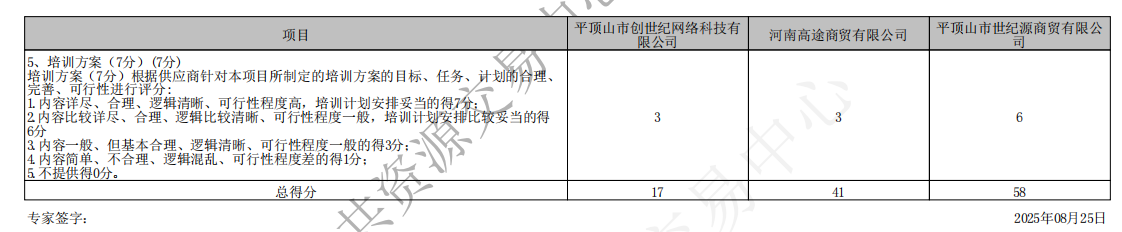 项目
平顶山市创世纪网络科技有
限公司
河南高途商贸有限公司
平顶山市世纪源商贸有限公
司
5、培训方案（7分）(7分)
培训方案（7分）根据供应商针对本项目所制定的培训方案的目标、任务、计划的合理、
完善、可行性进行评分:
1.内容详尽、合理、逻辑清晰、可行性程度高，培训计划安排妥当的得7分；
2.内容比较详尽、合理、逻辑比较清晰、可行性程度一般，培训计划安排比较妥当的得
6分
3.内容一般、但基本合理、逻辑清晰、可行性程度一般的得3分；
4.内容简单、不合理、逻辑混乱、可行性程度差的得1分；
5.不提供得0分。
3
3
6
总得分
17
41
58
专家签字:
2025年08月25日
共资源交易中心
交易中心